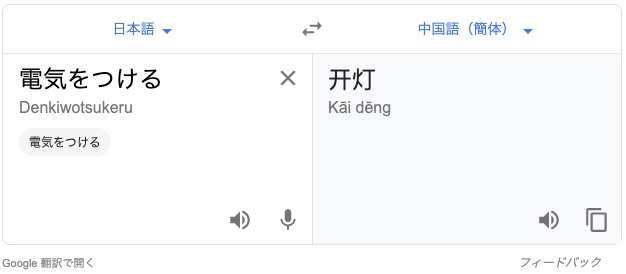 日本語
中国語（簡体）
電気をつける
Denkiwotsukeru
電気をつける
开灯
Kāi dēng
Google 翻訳で開く
フィードバック